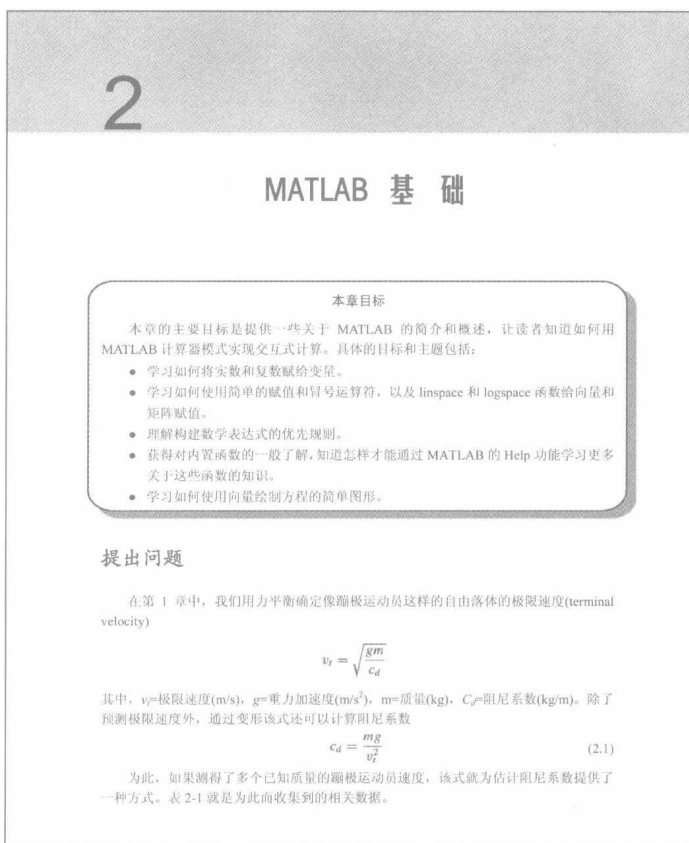 2
MATLAB 基 础
本章目标
本章的主要目标是提供一些关于 MATLAB 的简介和概述，让读者知道如何用
MATLAB 计算器模式实现交互式计算。具体的目标和主题包括：
● 学习如何将实数和复数赋给变量。
● 学习如何使用简单的赋值和冒号运算符，以及 linspace 和 logspace 函数给向量和
矩阵赋值。
● 理解构建数学表达式的优先规则。
● 获得对内置函数的一般了解，知道怎样才能通过 MATLAB 的 Help 功能学习更多
关于这些函数的知识。
● 学习如何使用向量绘制方程的简单图形。
提出问题
在第 1 章中，我们用力平衡确定像蹦极运动员这样的自由落体的极限速度(terminal
velocity)
v_t = √(gm/c_d)
其中，v_t=极限速度(m/s)，g=重力加速度(m/s²)，m=质量(kg)，C_d=阻尼系数(kg/m)。除了
预测极限速度外，通过变形该式还可以计算阻尼系数
c_d = mg/v_t² (2.1)
为此，如果测得了多个已知质量的蹦极运动员速度，该式就为估计阻尼系数提供了
一种方式。表 2-1 就是为此而收集到的相关数据。